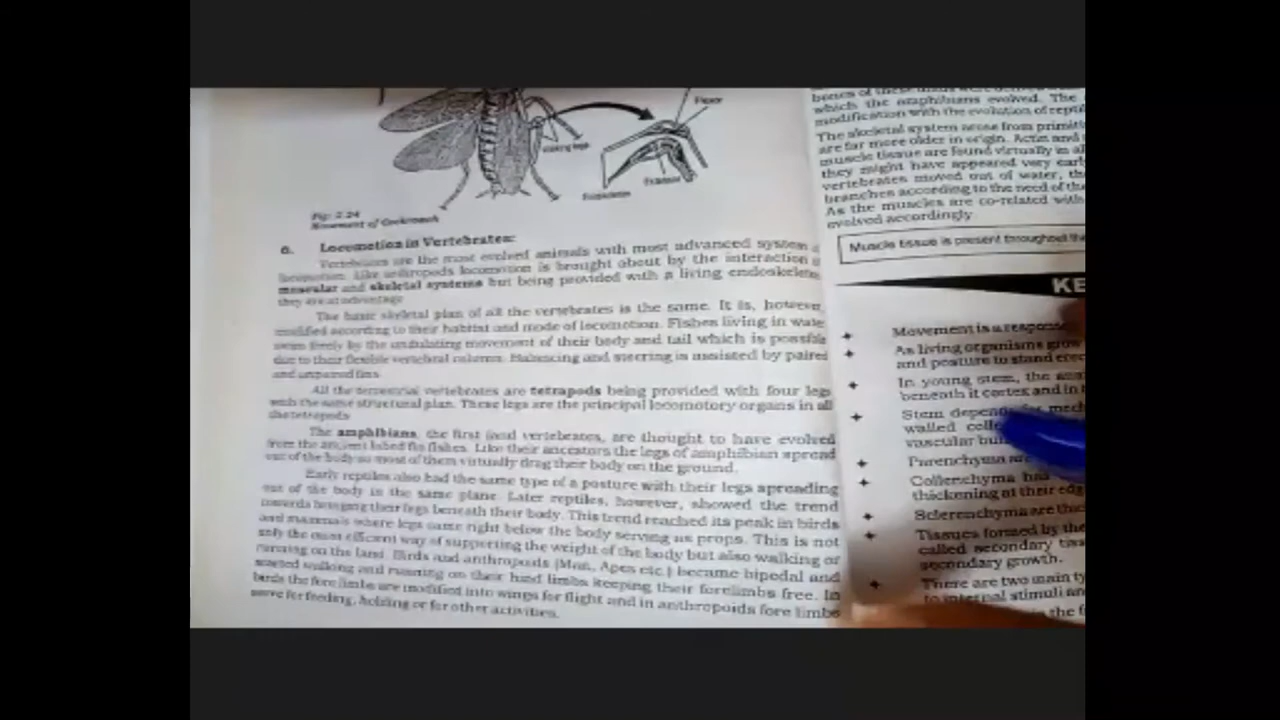 Flexor
walking legs
Extensor
Exoskeleton
Fig: 2.24
Movement of Cockroach
6. Locomotion in Vertebrates:
Vertebrates are the most evolved animals with most advanced system
locomotion. Like arthropods locomotion is brought about by the interaction
muscular and skeletal systems but being provided with a living endoskeleton
they are at advantage
The basic skeletal plan of all the vertebrates is the same. It is, however
modified according to their habitat and mode of locomotion. Fishes living in water
swim freely by the undulating movement of their body and tail which is possible
due to their flexible vertebral column. Balancing and steering is assisted by paired
and unpaired fins.
All the terrestrial vertebrates are tetrapods being provided with four legs
with the same structural plan. These legs are the principal locomotory organs in all
the tetrapods
The amphibians, the first land vertebrates, are thought to have evolved
from the ancient lobed fin fishes. Like their ancestors the legs of amphibian spread
out of the body so most of them virtually drag their body on the ground.
Early reptiles also had the same type of a posture with their legs spreading
out of the body in the same plane. Later reptiles, however, showed the trend
towards bringing their legs beneath their body. This trend reached its peak in birds
and mammals where legs came right below the body serving as props. This is not
only the most efficient way of supporting the weight of the body but also walking or
running on the land. Birds and anthropods (Man, Apes etc.) became bipedal and
started walking and running on their hind limbs keeping their forelimbs free. In
birds the fore limbs are modified into wings for flight and in anthropoids fore limbs
serve for feeding, holding or for other activities.
bones of these
which the amphibians evolved. The
modification with the evolution of repti
The skeletal system arose from primiti
are far more older in origin. Actin and
muscle tissue are found virtually in al
they might have appeared very earl
vertebrates moved out of water, the
branches according to the need of the
As the muscles are co-related with
evolved accordingly
Muscle tissue is present throughout the
KE
Movement is a response
As living organisms grow
and posture to stand erec
In young stem, the
beneath it cortex and in
Stem depends for mech
walled colle
vascular bun
Parenchyma are
Collenchyma has
thickening at their edg
Sclerenchyma are thic
Tissues formed by the
called secondary tiss
secondary growth.
There are two main ty
to internal stimuli an
the f